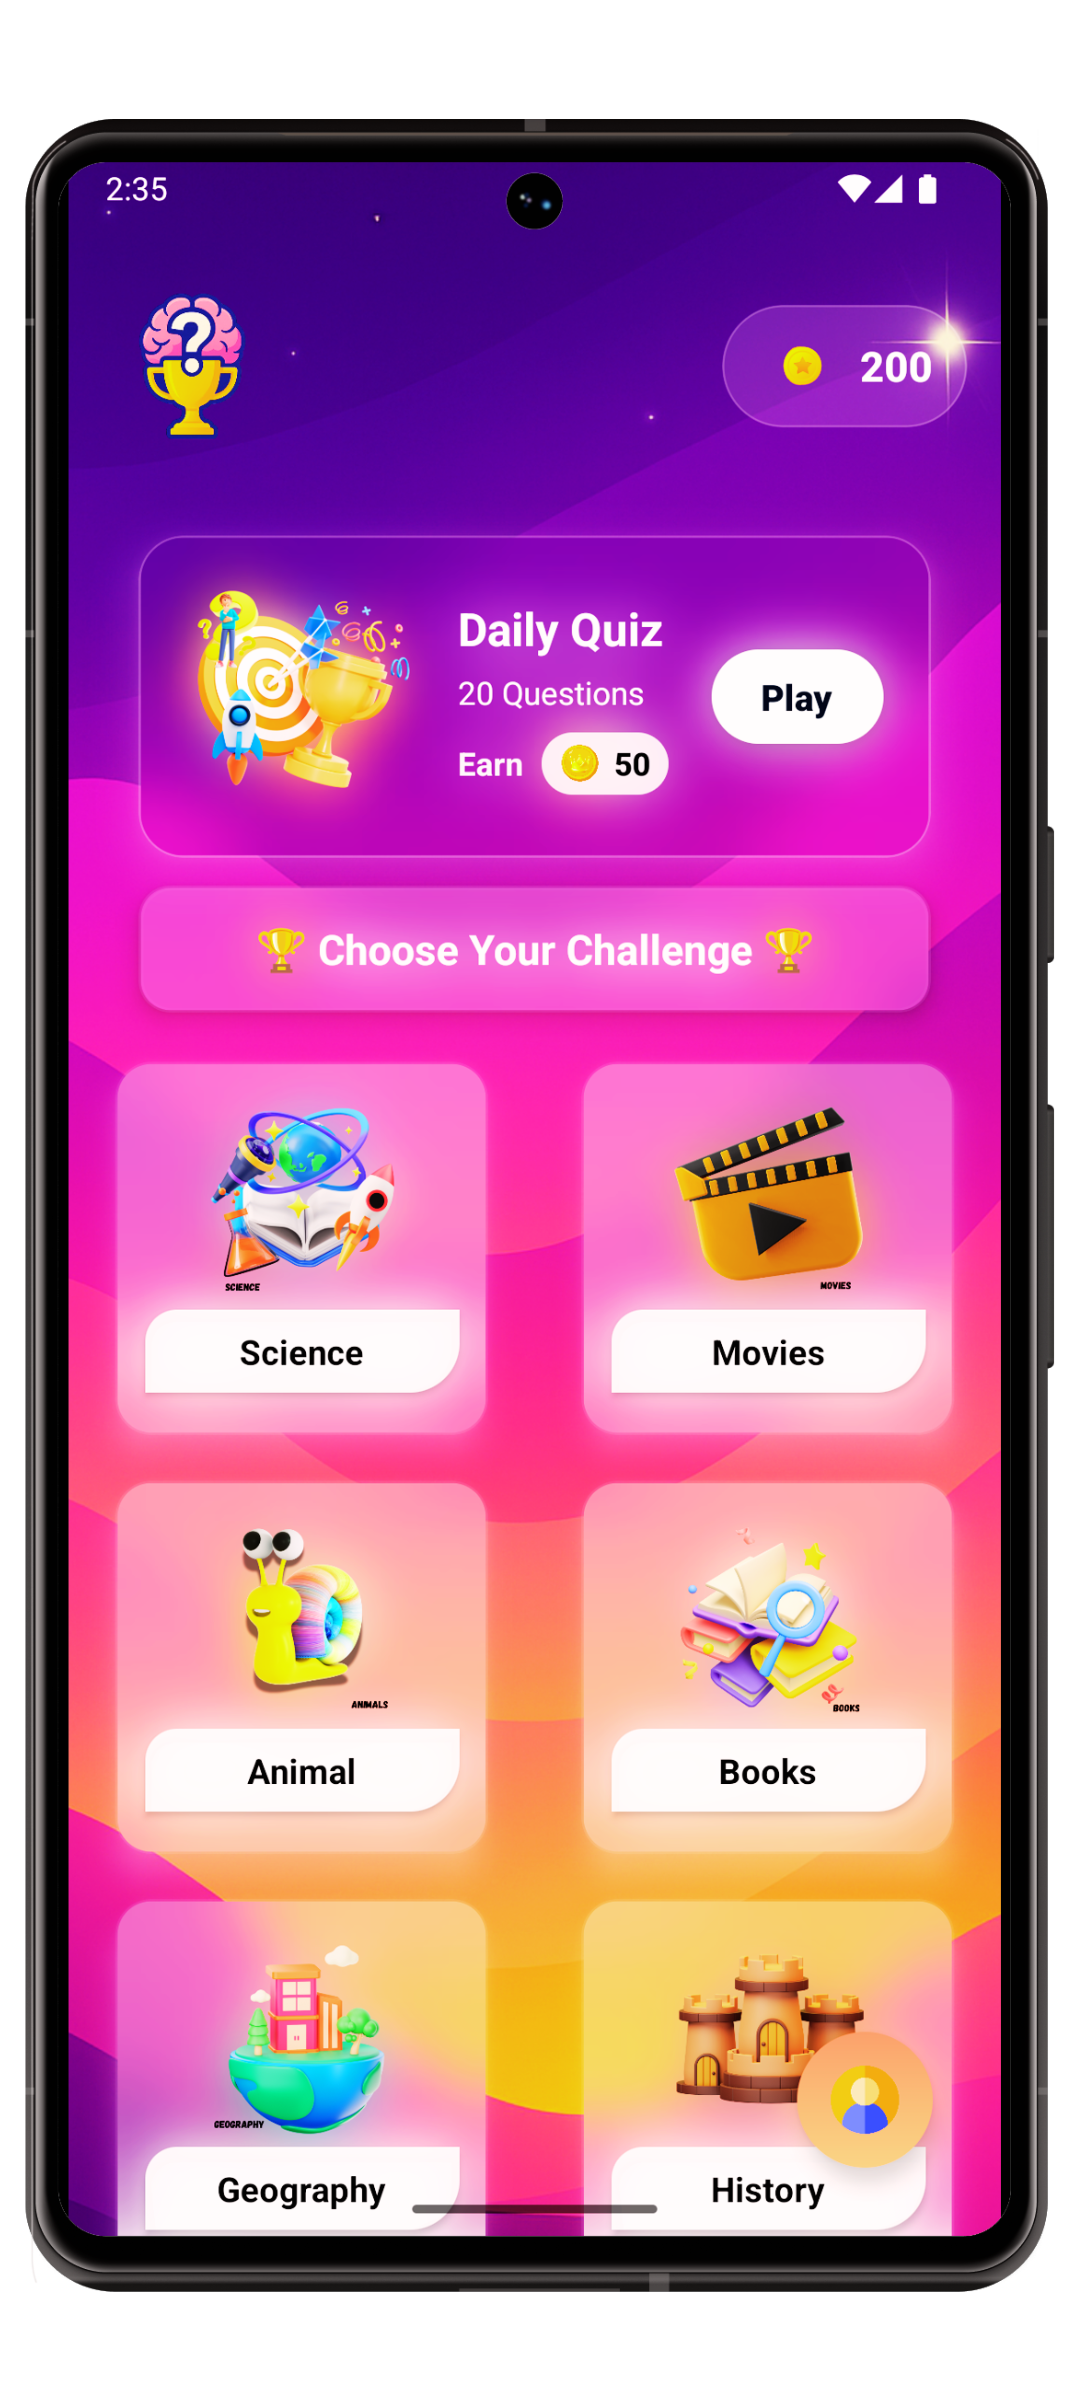 2:35
?
200
Daily Quiz
20 Questions
Play
Earn 50
🏆 Choose Your Challenge 🏆
SCIENCE
MOVIES
Science
Movies
ANIMALS
BOOKS
Animal
Books
GEOGRAPHY
Geography
History